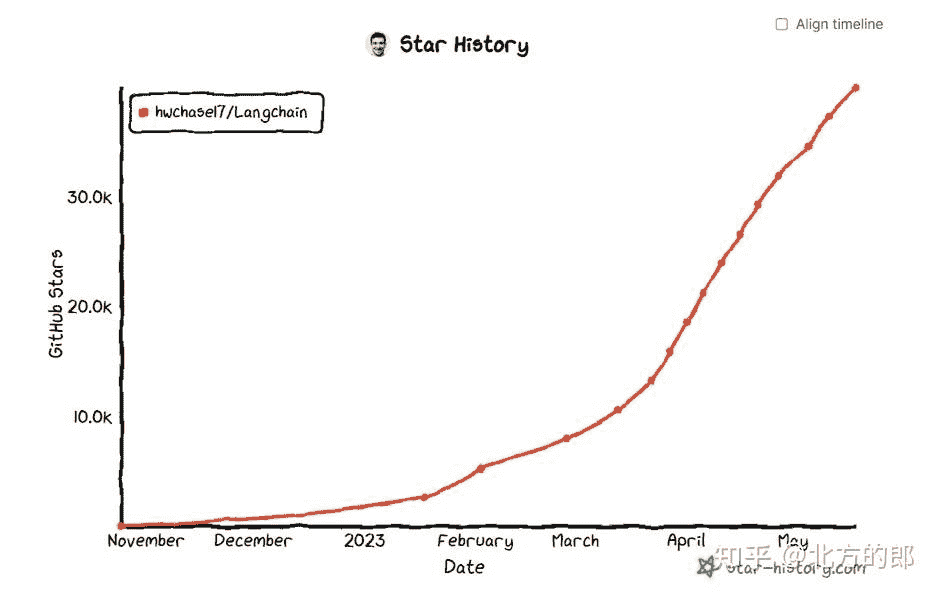 Align timeline
Star History
hwchase17/Langchain
GitHub Stars
30.0k
20.0k
10.0k
November December 2023 February March April May
Date
star-history.com
知乎 @北方的郎